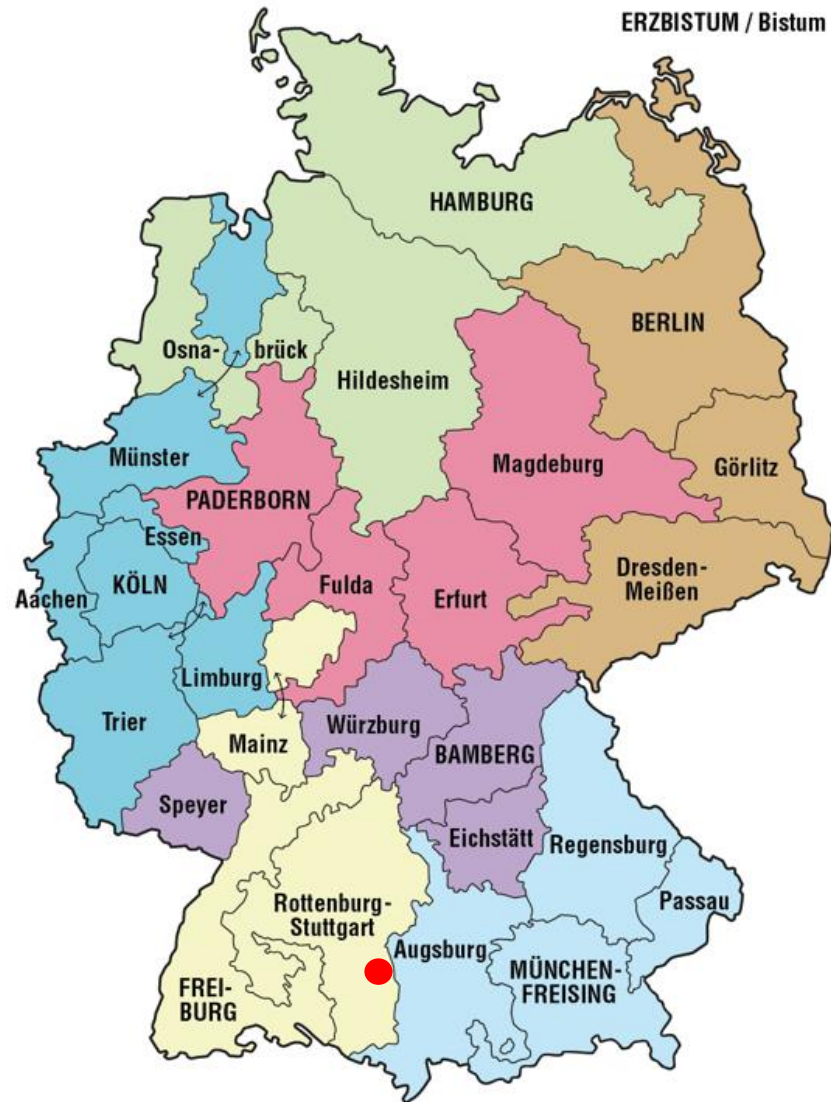 ERZBISTUM / Bistum
HAMBURG
BERLIN
Osna-
brück
Hildesheim
Münster
Magdeburg
Görlitz
PADERBORN
Essen
Dresden-
Meißen
Aachen
KÖLN
Fulda
Erfurt
Limburg
Trier
Mainz
Würzburg
BAMBERG
Speyer
Eichstätt
Regensburg
Rottenburg-
Stuttgart
Passau
Augsburg
MÜNCHEN-
FREISING
FREI-
BURG